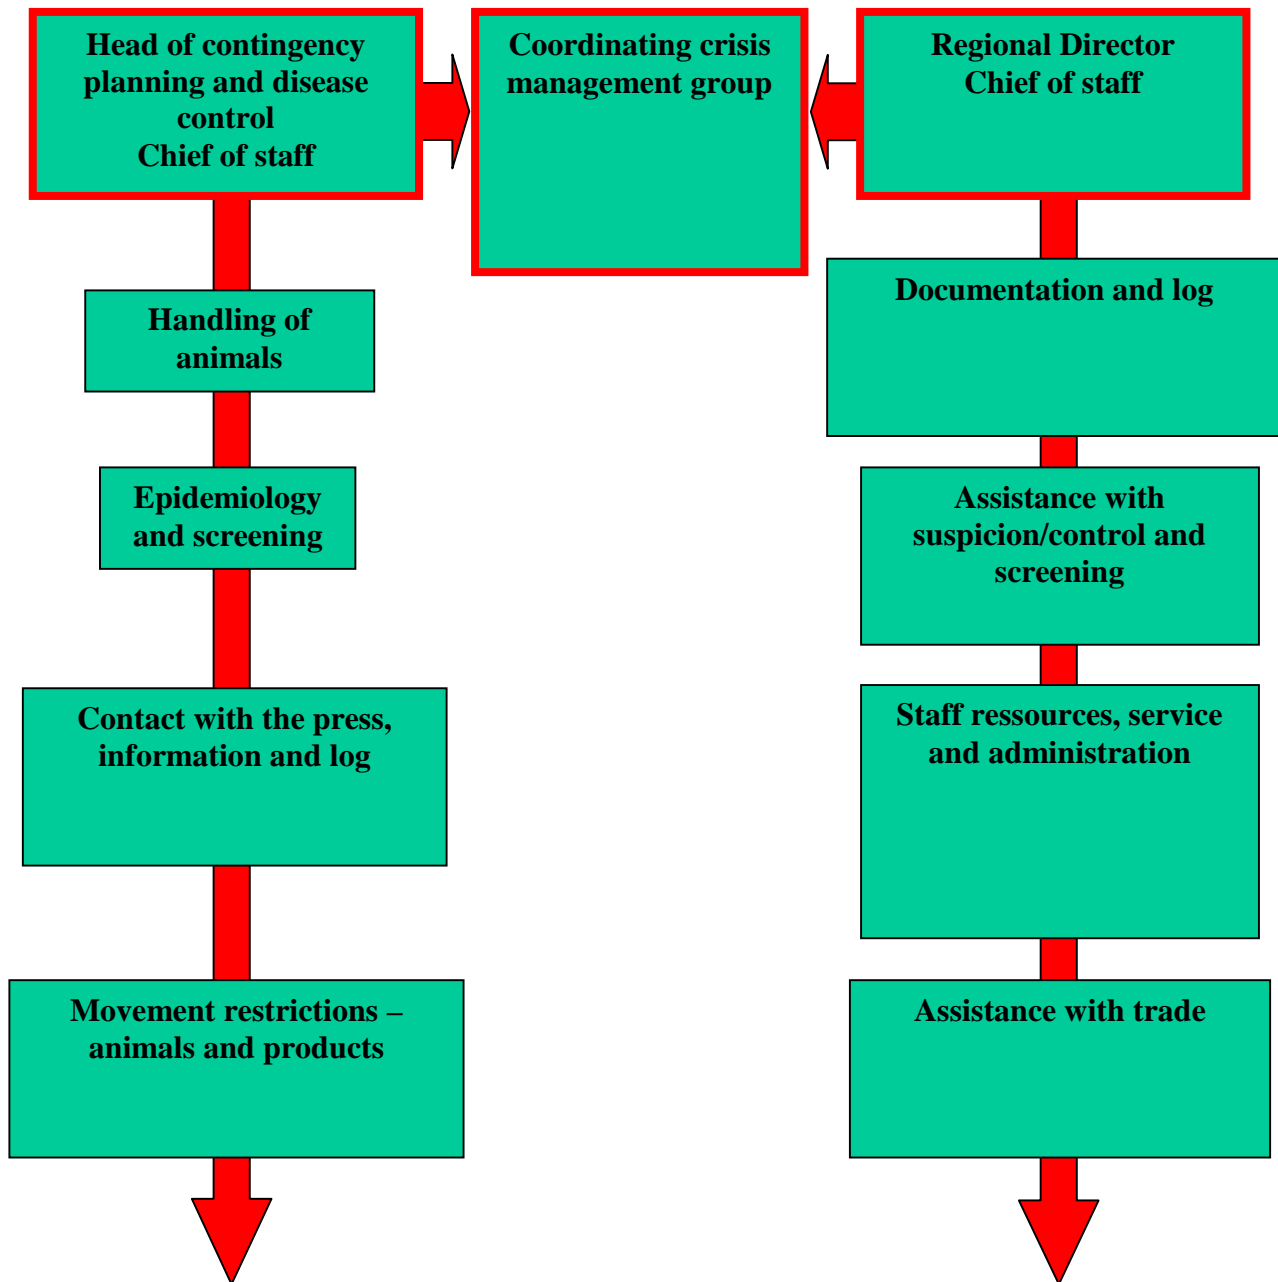 Head of contingency
planning and disease
control
Chief of staff
Coordinating crisis
management group
Regional Director
Chief of staff
Handling of
animals
Epidemiology
and screening
Contact with the press,
information and log
Movement restrictions –
animals and products
Documentation and log
Assistance with
suspicion/control and
screening
Staff ressources, service
and administration
Assistance with trade